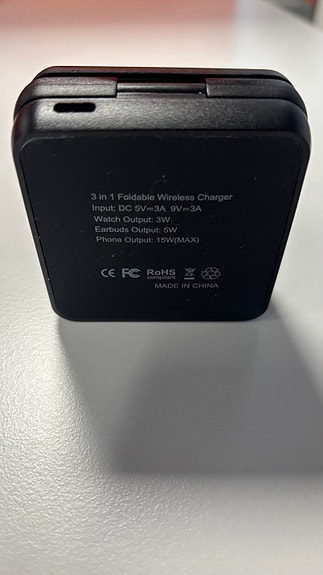 3 in 1 Foldable Wireless Charger
Input: DC 5V⎓3A 9V⎓3A
Watch Output: 3W
Earbuds Output: 5W
Phone Output: 15W(MAX)
CE FC RoHS
compliant
MADE IN CHINA